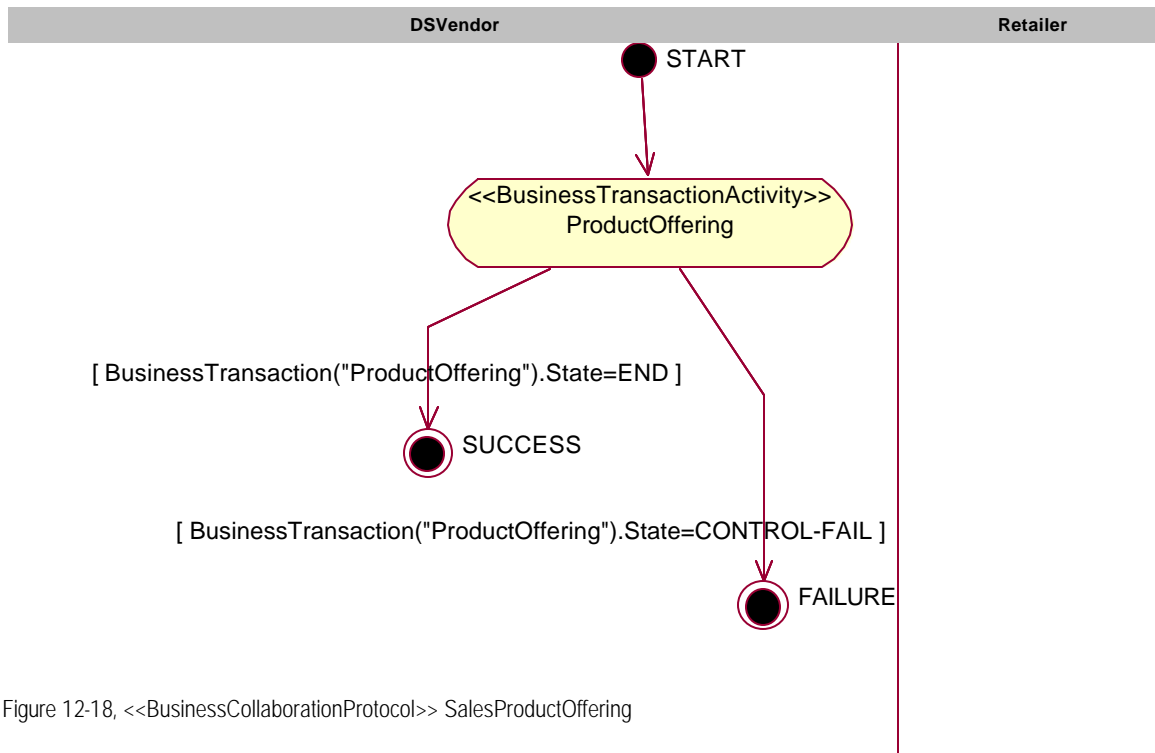 DSVendor
Retailer
START
<<BusinessTransactionActivity>>
ProductOffering
[ BusinessTransaction("ProductOffering").State=END ]
SUCCESS
[ BusinessTransaction("ProductOffering").State=CONTROL-FAIL ]
FAILURE
Figure 12-18, <<BusinessCollaborationProtocol>> SalesProductOffering